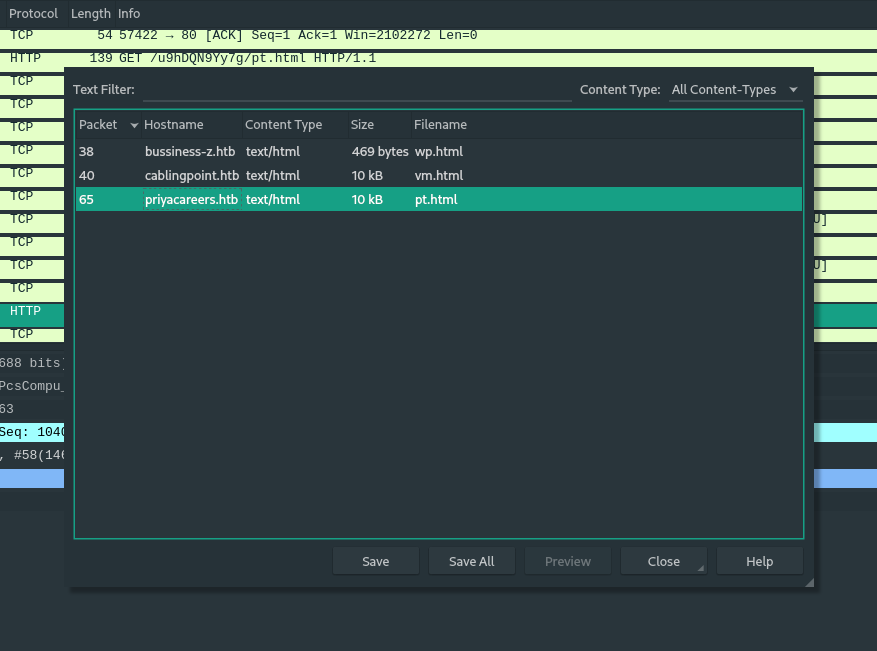 Protocol Length Info
TCP 54 57422 → 80 [ACK] Seq=1 Ack=1 Win=2102272 Len=0
HTTP 139 GET /u9hDQN9Yy7g/pt.html HTTP/1.1
TCP
Text Filter: Content Type: All Content-Types
TCP
Packet Hostname Content Type Size Filename
TCP
TCP
38 bussiness-z.htb text/html 469 bytes wp.html
TCP
40 cablingpoint.htb text/html 10 kB vm.html
TCP
65 priyacareers.htb text/html 10 kB pt.html
TCP U]
TCP
TCP U]
TCP
HTTP
TCP
688 bits)
PcsCompu_
63
Seq: 1040
, #58(146
Save Save All Preview Close Help